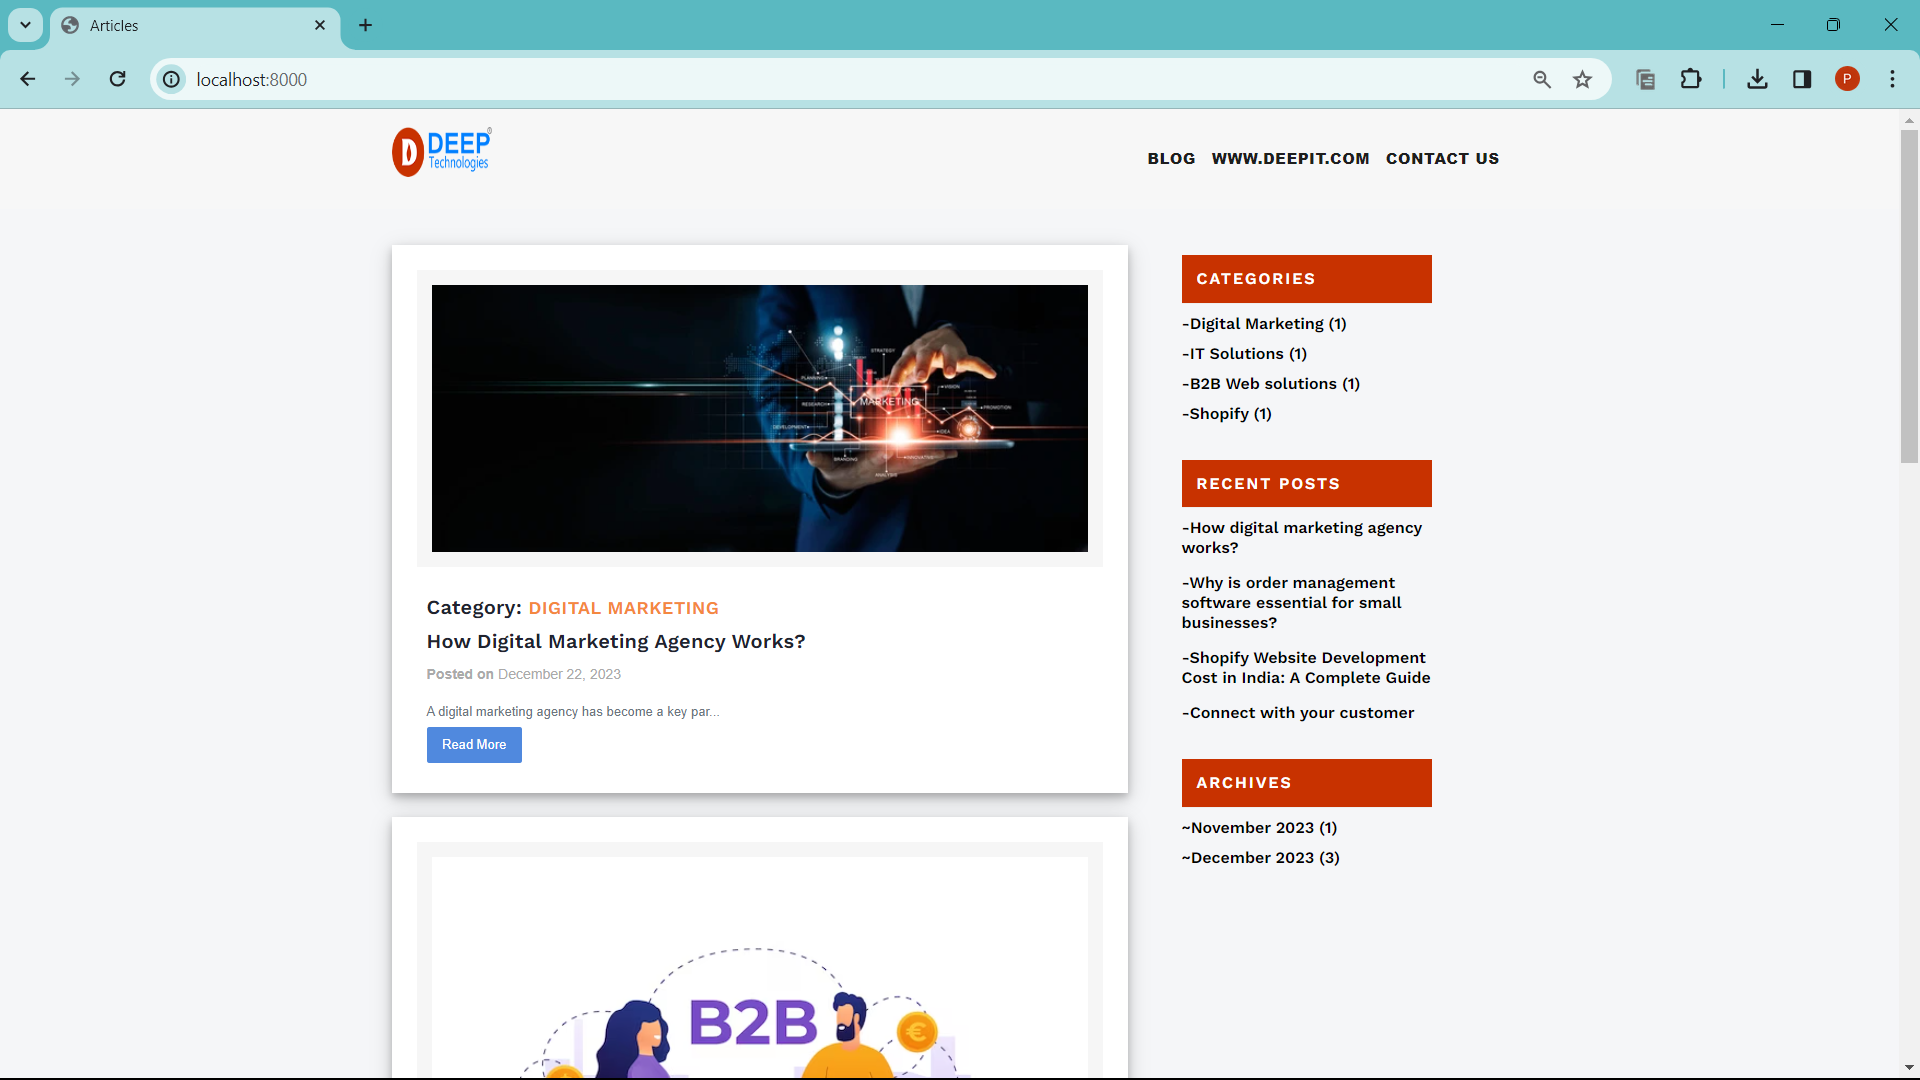 Articles
localhost:8000
P
D DEEP®
Technologies
BLOG WWW.DEEPIT.COM CONTACT US
STRATEGY
PLANNING
VISION
RESEARCH
MARKETING
PROMOTION
DEVELOPMENT
IDEA
BRANDING
INNOVATIVE
ANALYSIS
Category: DIGITAL MARKETING
How Digital Marketing Agency Works?
Posted on December 22, 2023
A digital marketing agency has become a key par...
Read More
B2B
€
CATEGORIES
-Digital Marketing (1)
-IT Solutions (1)
-B2B Web solutions (1)
-Shopify (1)
RECENT POSTS
-How digital marketing agency
works?
-Why is order management
software essential for small
businesses?
-Shopify Website Development
Cost in India: A Complete Guide
-Connect with your customer
ARCHIVES
~November 2023 (1)
~December 2023 (3)